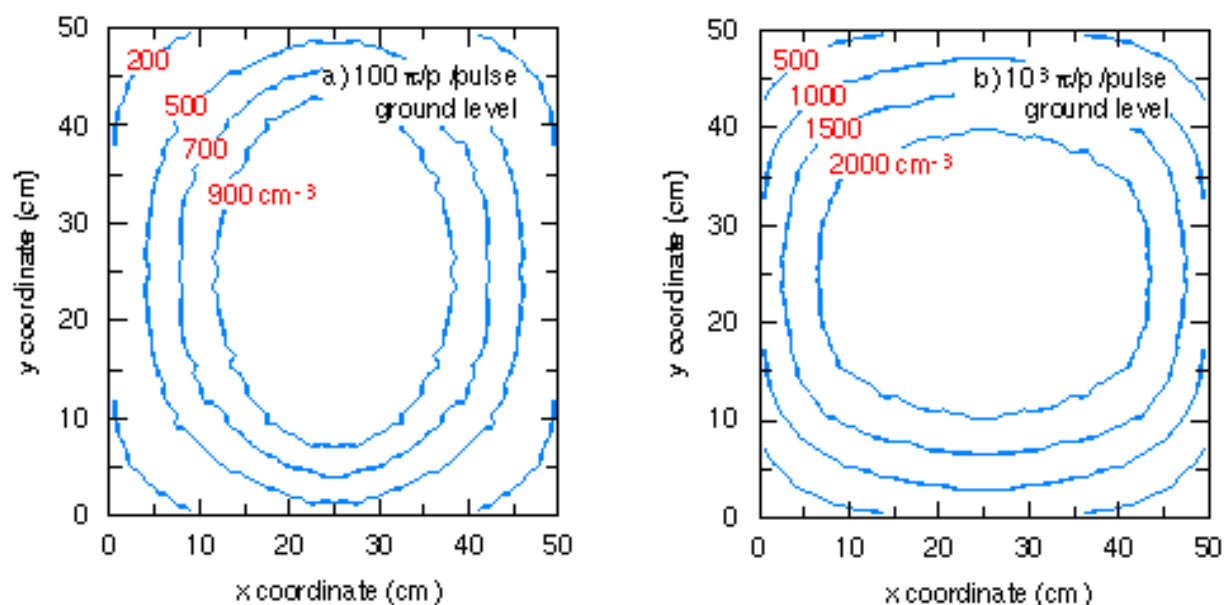 50
40
30
20
10
0
y coordinate (cm)
200
500
700
900 cm⁻³
a) 100 π/p /pulse
ground level
0 10 20 30 40 50
x coordinate (cm)
50
40
30
20
10
0
y coordinate (cm)
500
1000
1500
2000 cm⁻³
b) 10³ π/p /pulse
ground level
0 10 20 30 40 50
x coordinate (cm)